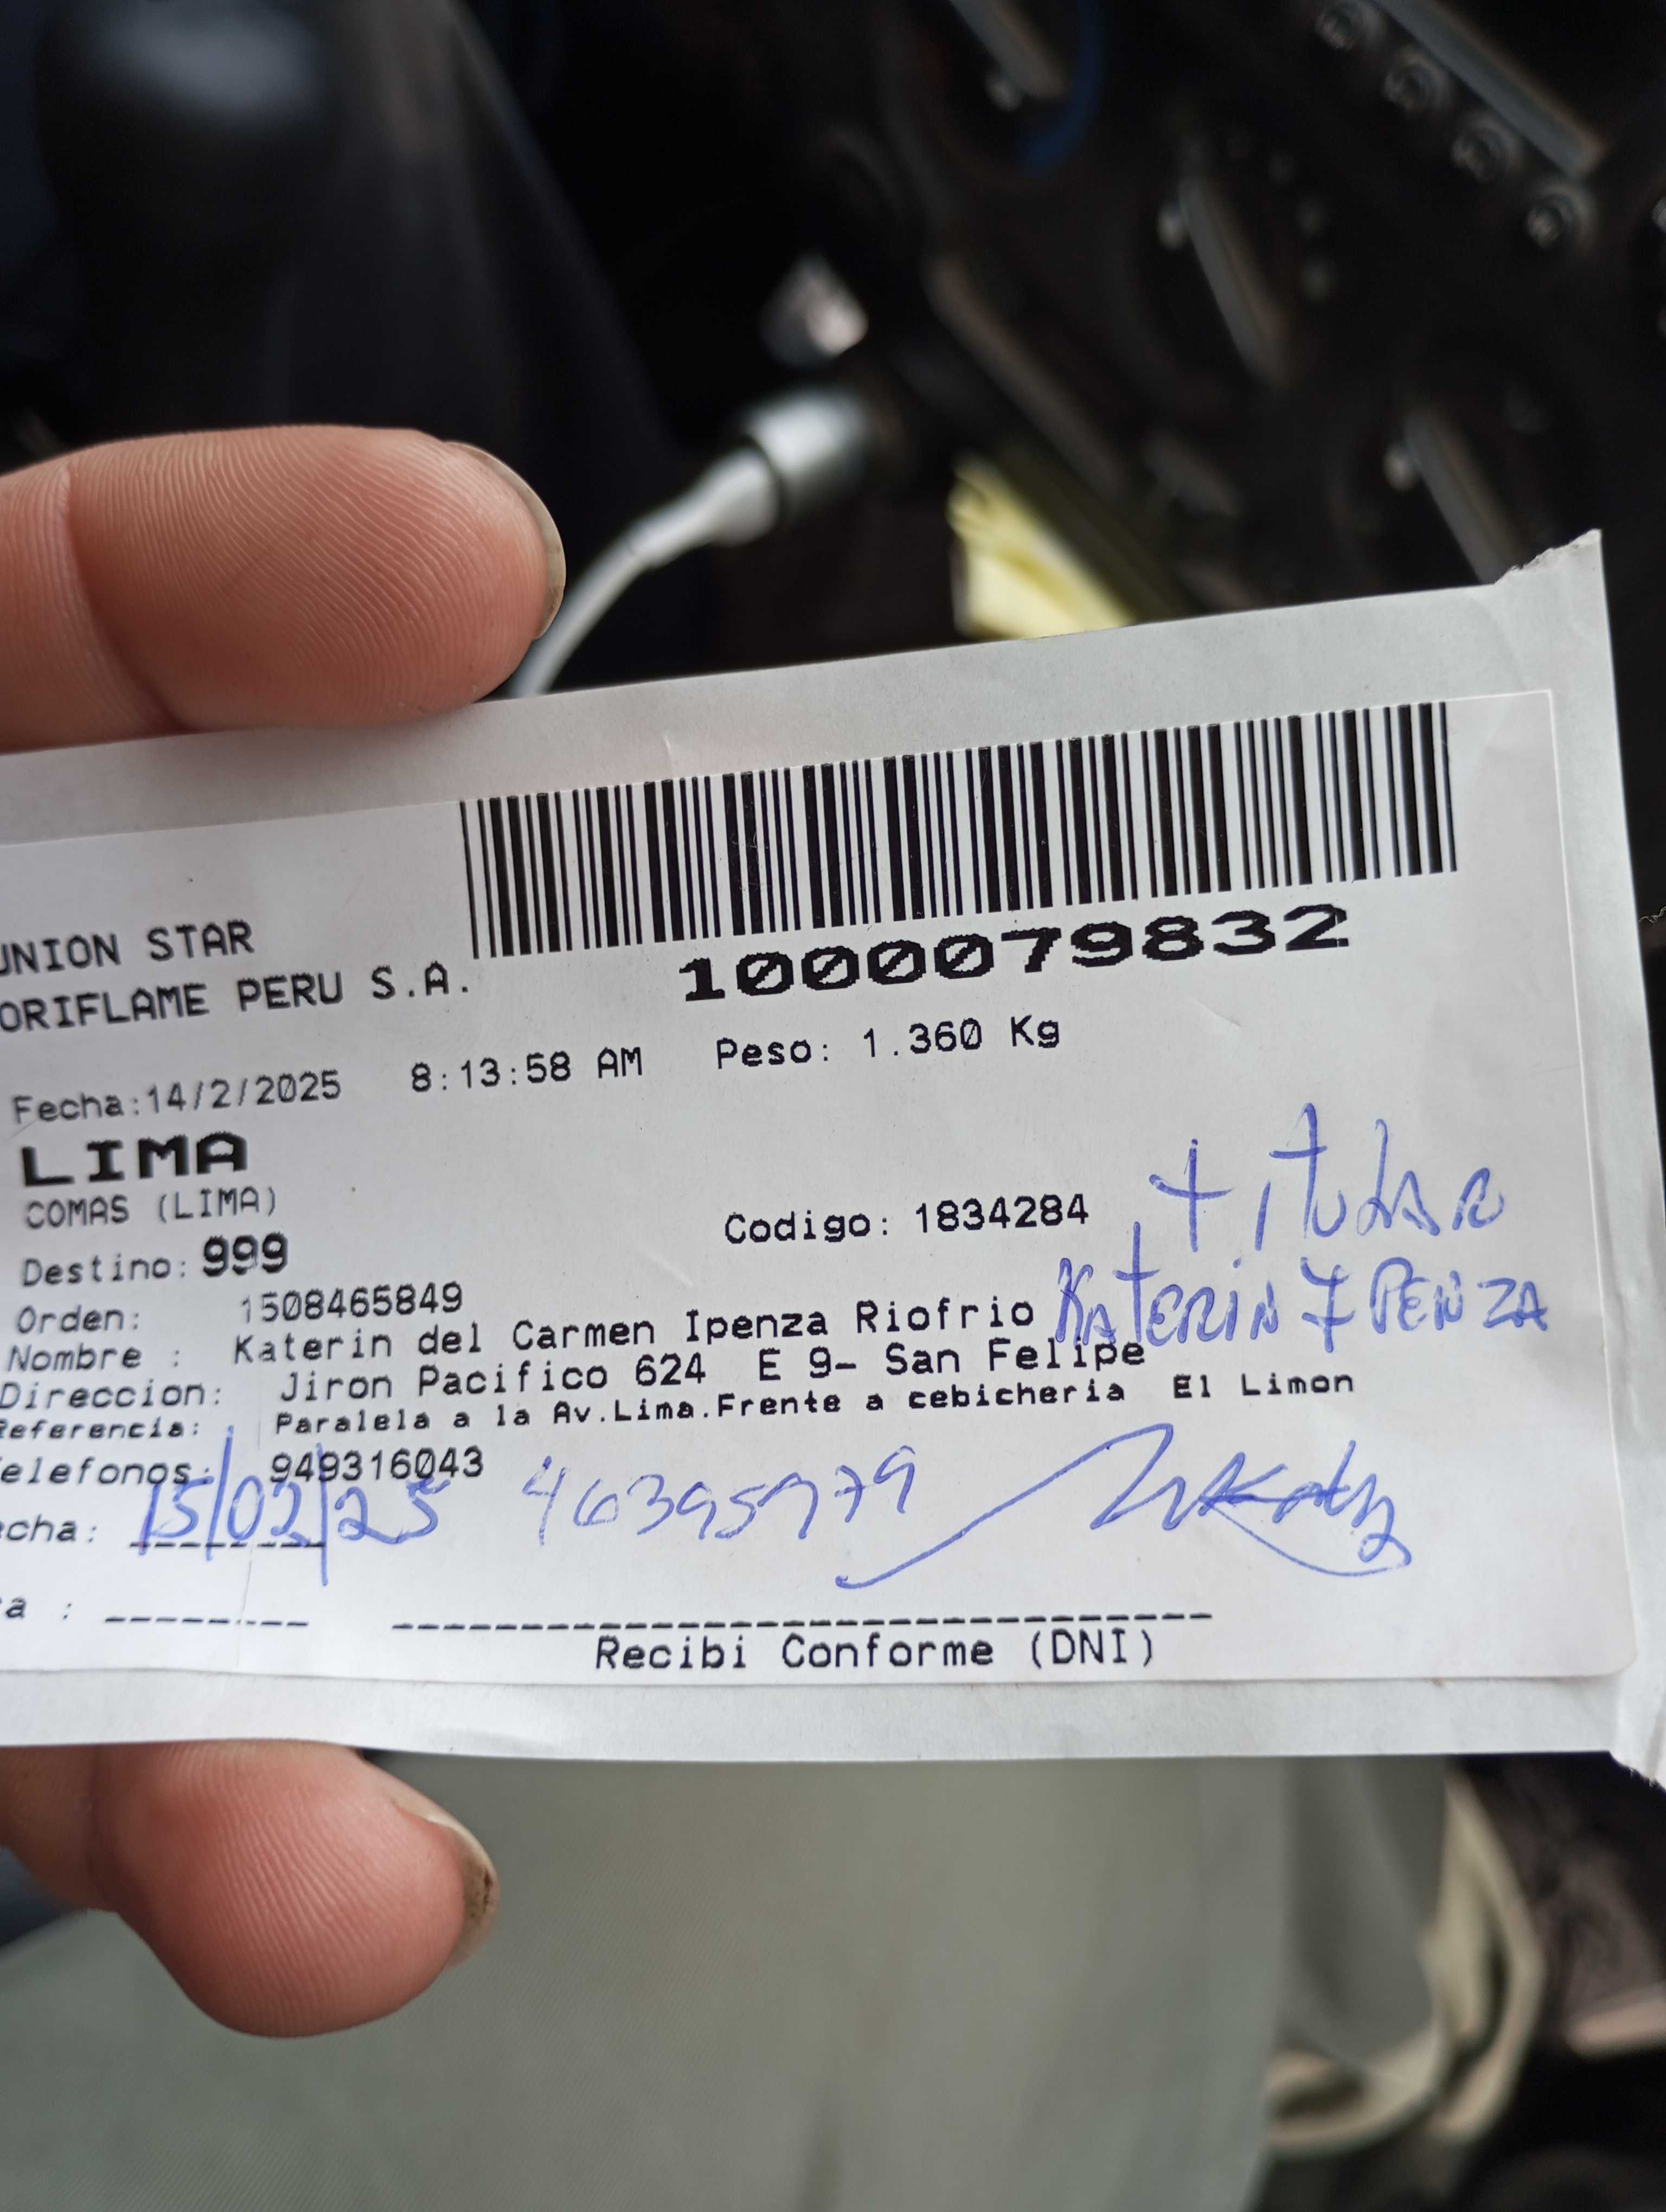 UNION STAR
ORIFLAME PERU S.A.
1000079832
Fecha:14/2/2025 8:13:58 AM Peso: 1.360 Kg
LIMA
COMAS (LIMA)
Destino: 999 Codigo: 1834284 titular
Orden: 1508465849
Nombre : Katerin del Carmen Ipenza Riofrio KATERIN IPENZA
Direccion: Jiron Pacifico 624 E 9- San Felipe
Referencia: Paralela a la Av.Lima.Frente a cebicheria El Limon
elefonos: 949316043
echa: 15/02/25 46395979
a :
Recibi Conforme (DNI)